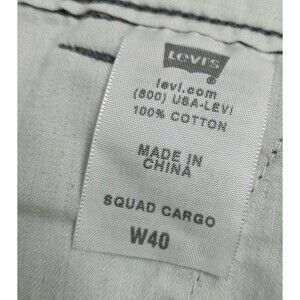 LEVI'S
levi.com
(800) USA-LEVI
100% COTTON
MADE IN
CHINA
SQUAD CARGO
W40